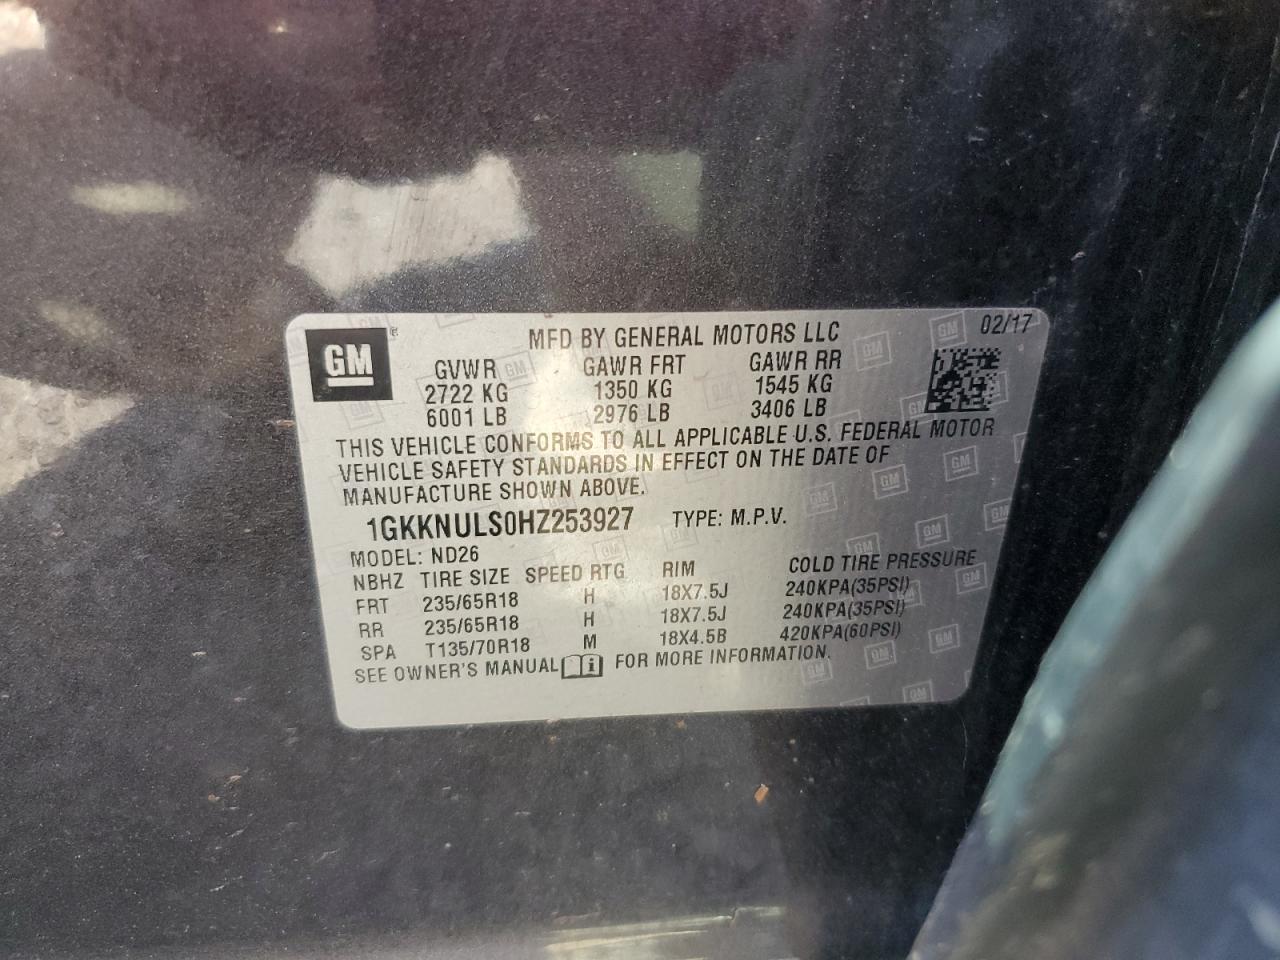 GM
MFD BY GENERAL MOTORS LLC 02/17
GVWR GAWR FRT GAWR RR
2722 KG 1350 KG 1545 KG
6001 LB 2976 LB 3406 LB
THIS VEHICLE CONFORMS TO ALL APPLICABLE U.S. FEDERAL MOTOR
VEHICLE SAFETY STANDARDS IN EFFECT ON THE DATE OF
MANUFACTURE SHOWN ABOVE.
1GKKNULS0HZ253927 TYPE: M.P.V.
MODEL: ND26
NBHZ TIRE SIZE SPEED RTG RIM COLD TIRE PRESSURE
FRT 235/65R18 H 18X7.5J 240KPA(35PSI)
RR 235/65R18 H 18X7.5J 240KPA(35PSI)
SPA T135/70R18 M 18X4.5B 420KPA(60PSI)
SEE OWNER'S MANUAL FOR MORE INFORMATION.